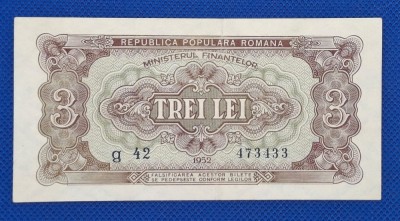 REPUBLICA POPULARA ROMANA
MINISTERUL FINANTELOR
3 TREI LEI 3
g 42 473433
1952
FALSIFICAREA ACESTOR BILETE
SE PEDEPSESTE CONFORM LEGILOR